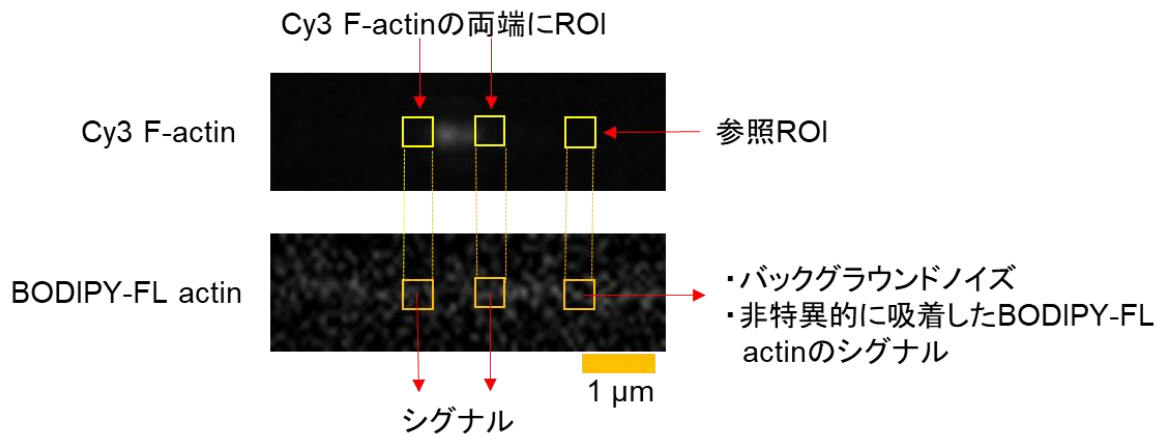 Cy3 F-actinの両端にROI
Cy3 F-actin
参照ROI
BODIPY-FL actin
・バックグラウンドノイズ
・非特異的に吸着したBODIPY-FL
actinのシグナル
1 μm
シグナル